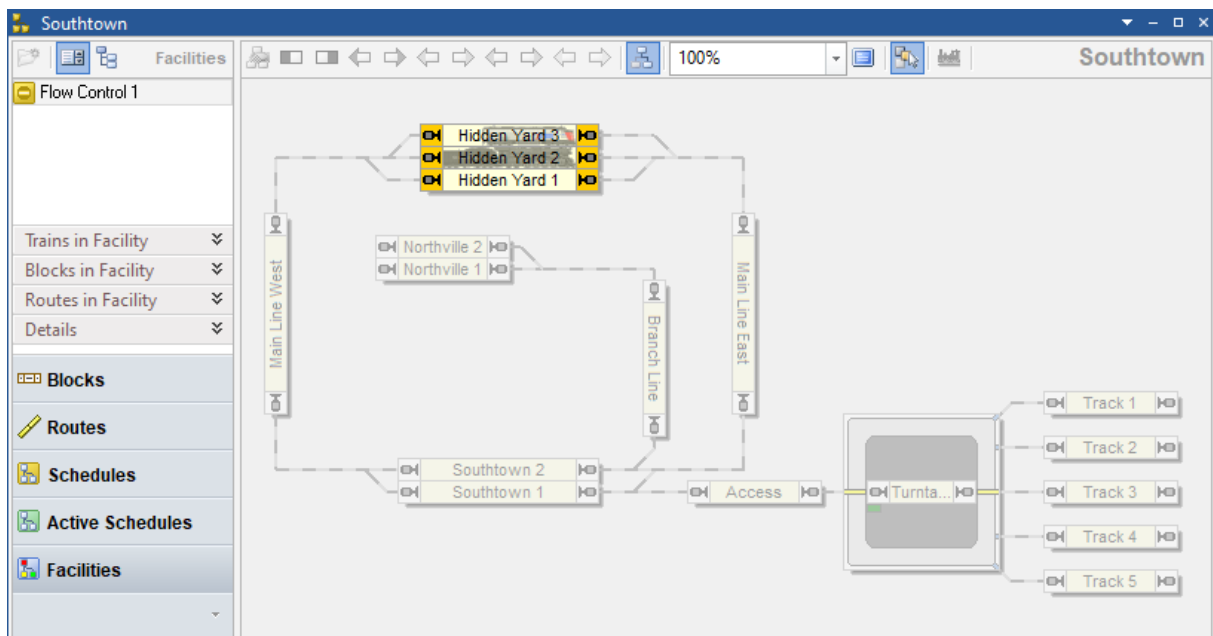 Southtown
Facilities
100%
Southtown
Flow Control 1
Trains in Facility
Blocks in Facility
Routes in Facility
Details
Blocks
Routes
Schedules
Active Schedules
Facilities
Hidden Yard 3
Hidden Yard 2
Hidden Yard 1
Northville 2
Northville 1
Main Line West
Branch Line
Main Line East
Southtown 2
Southtown 1
Access
Turnta...
Track 1
Track 2
Track 3
Track 4
Track 5